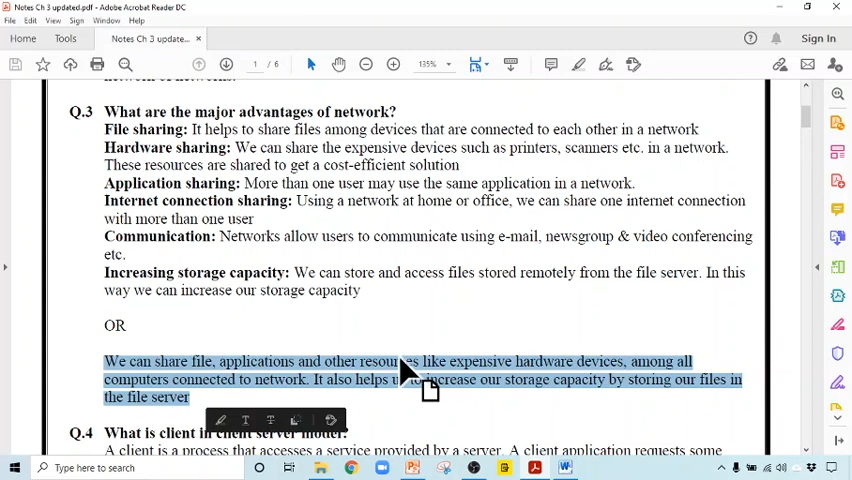 Notes Ch 3 updated.pdf - Adobe Acrobat Reader DC
File Edit View Sign Window Help
Home Tools Notes Ch 3 update... × Sign In
1 / 6 135%
network of networks.
Q.3 What are the major advantages of network?
File sharing: It helps to share files among devices that are connected to each other in a network
Hardware sharing: We can share the expensive devices such as printers, scanners etc. in a network.
These resources are shared to get a cost-efficient solution
Application sharing: More than one user may use the same application in a network.
Internet connection sharing: Using a network at home or office, we can share one internet connection
with more than one user
Communication: Networks allow users to communicate using e-mail, newsgroup & video conferencing
etc.
Increasing storage capacity: We can store and access files stored remotely from the file server. In this
way we can increase our storage capacity
OR
We can share file, applications and other resources like expensive hardware devices, among all
computers connected to network. It also helps us to increase our storage capacity by storing our files in
the file server
Q.4 What is client in client server model?
A client is a process that accesses a service provided by a server. A client application requests some
Type here to search